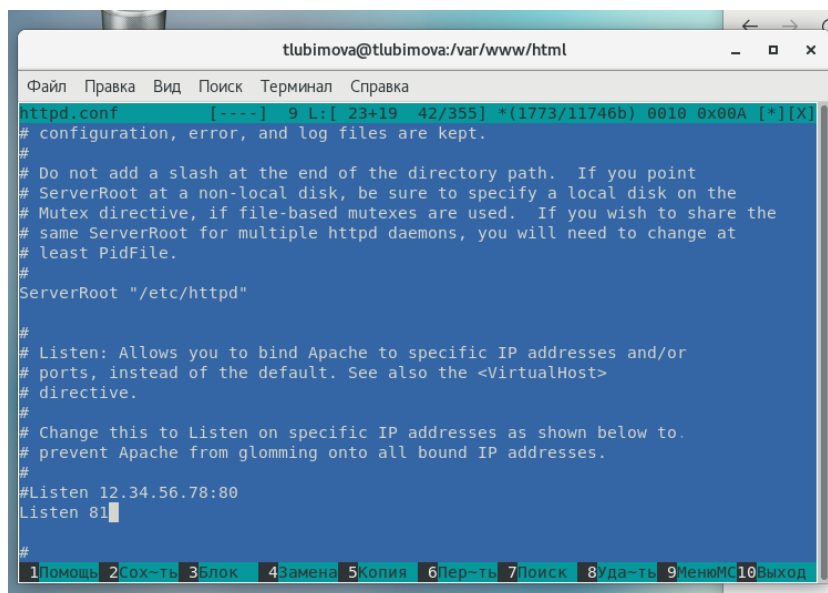 tlubimova@tlubimova:/var/www/html
Файл Правка Вид Поиск Терминал Справка
httpd.conf [----] 9 L:[ 23+19 42/355] *(1773/11746b) 0010 0x00A [*][X]
# configuration, error, and log files are kept.
#
# Do not add a slash at the end of the directory path. If you point
# ServerRoot at a non-local disk, be sure to specify a local disk on the
# Mutex directive, if file-based mutexes are used. If you wish to share the
# same ServerRoot for multiple httpd daemons, you will need to change at
# least PidFile.
#
ServerRoot "/etc/httpd"
#
# Listen: Allows you to bind Apache to specific IP addresses and/or
# ports, instead of the default. See also the <VirtualHost>
# directive.
#
# Change this to Listen on specific IP addresses as shown below to.
# prevent Apache from glomming onto all bound IP addresses.
#
#Listen 12.34.56.78:80
Listen 81
#
1Помощь 2Сох~ть 3Блок 4Замена 5Копия 6Пер~ть 7Поиск 8Уда~ть 9МенюМС 10Выход